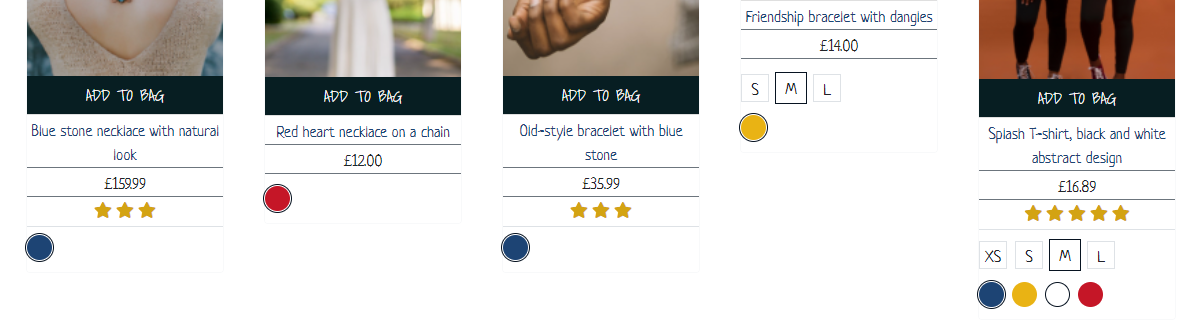 ADD TO BAG
Blue stone necklace with natural
look
£159.99
ADD TO BAG
Red heart necklace on a chain
£12.00
ADD TO BAG
Old-style bracelet with blue
stone
£35.99
Friendship bracelet with dangles
£14.00
S M L
ADD TO BAG
Splash T-shirt, black and white
abstract design
£16.89
XS S M L